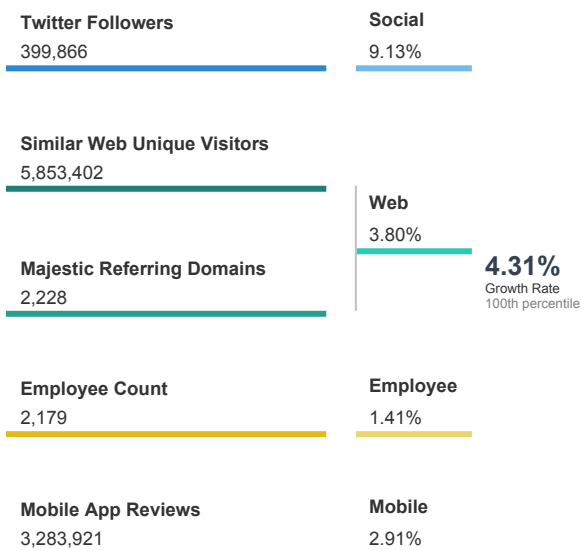 Twitter Followers
399,866
Social
9.13%
Similar Web Unique Visitors
5,853,402
Web
3.80%
4.31%
Growth Rate
100th percentile
Majestic Referring Domains
2,228
Employee Count
2,179
Employee
1.41%
Mobile App Reviews
3,283,921
Mobile
2.91%